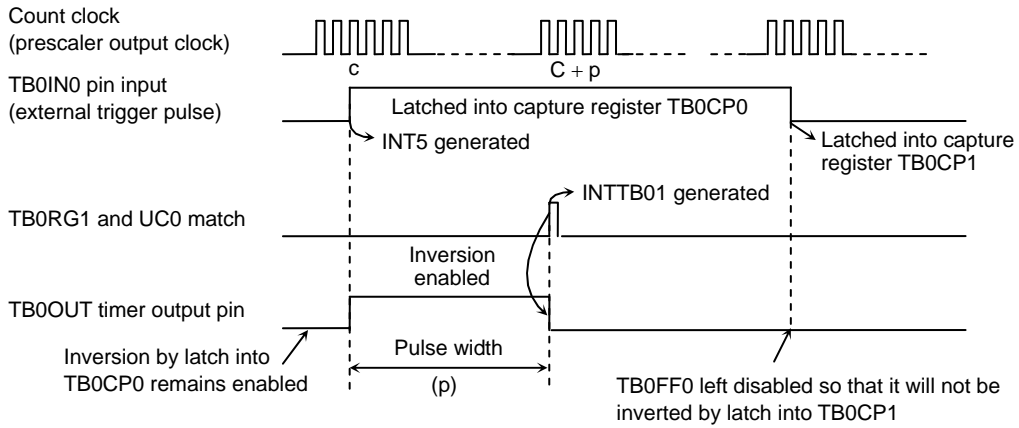 Count clock
(prescaler output clock)
c
C + p
TB0IN0 pin input
(external trigger pulse)
Latched into capture register TB0CP0
INT5 generated
Latched into capture
register TB0CP1
INTTB01 generated
TB0RG1 and UC0 match
Inversion
enabled
TB0OUT timer output pin
Inversion by latch into
TB0CP0 remains enabled
Pulse width
(p)
TB0FF0 left disabled so that it will not be
inverted by latch into TB0CP1